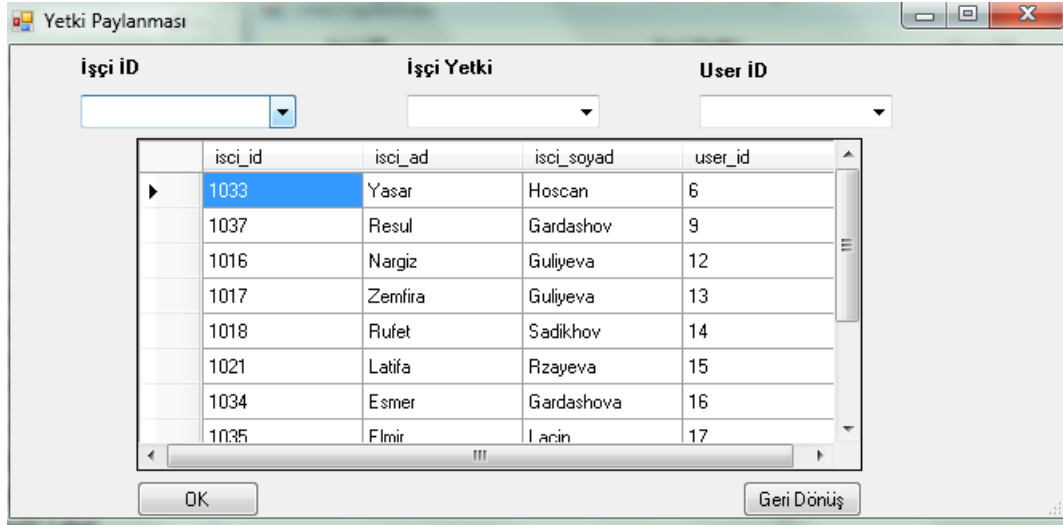 Yetki Paylanması
İşçi İD İşçi Yetki User İD
isci_id isci_ad isci_soyad user_id
1033 Yasar Hoscan 6
1037 Resul Gardashov 9
1016 Nargiz Guliyeva 12
1017 Zemfira Guliyeva 13
1018 Rufet Sadikhov 14
1021 Latifa Rzayeva 15
1034 Esmer Gardashova 16
1035 Elmir Lacin 17
OK Geri Dönüş